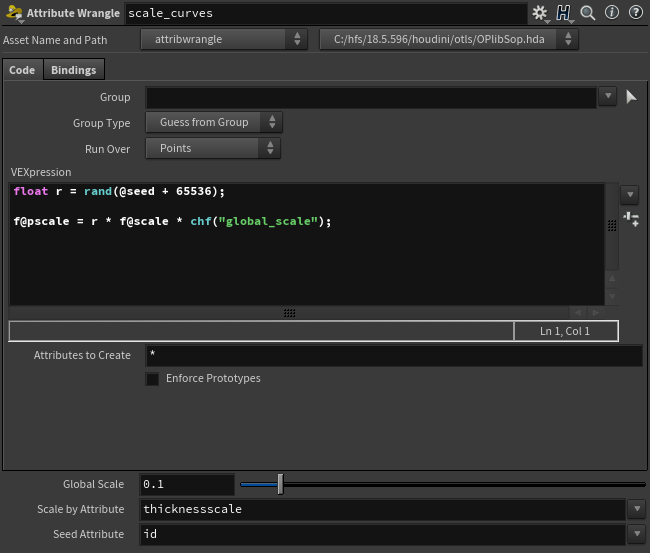 Attribute Wrangle scale_curves
Asset Name and Path attribwrangle C:/hfs/18.5.596/houdini/otls/OPlibSop.hda
Code Bindings
Group
Group Type Guess from Group
Run Over Points
VEXpression
float r = rand(@seed + 65536);
f@pscale = r * f@scale * chf("global_scale");
Ln 1, Col 1
Attributes to Create *
Enforce Prototypes
Global Scale 0.1
Scale by Attribute thicknessscale
Seed Attribute id